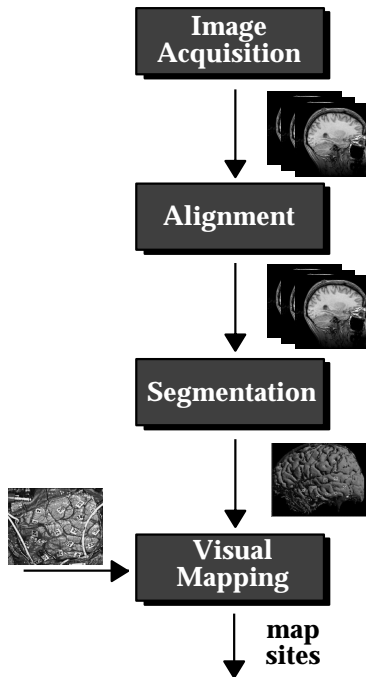 Image
Acquisition
Alignment
Segmentation
Visual
Mapping
map
sites